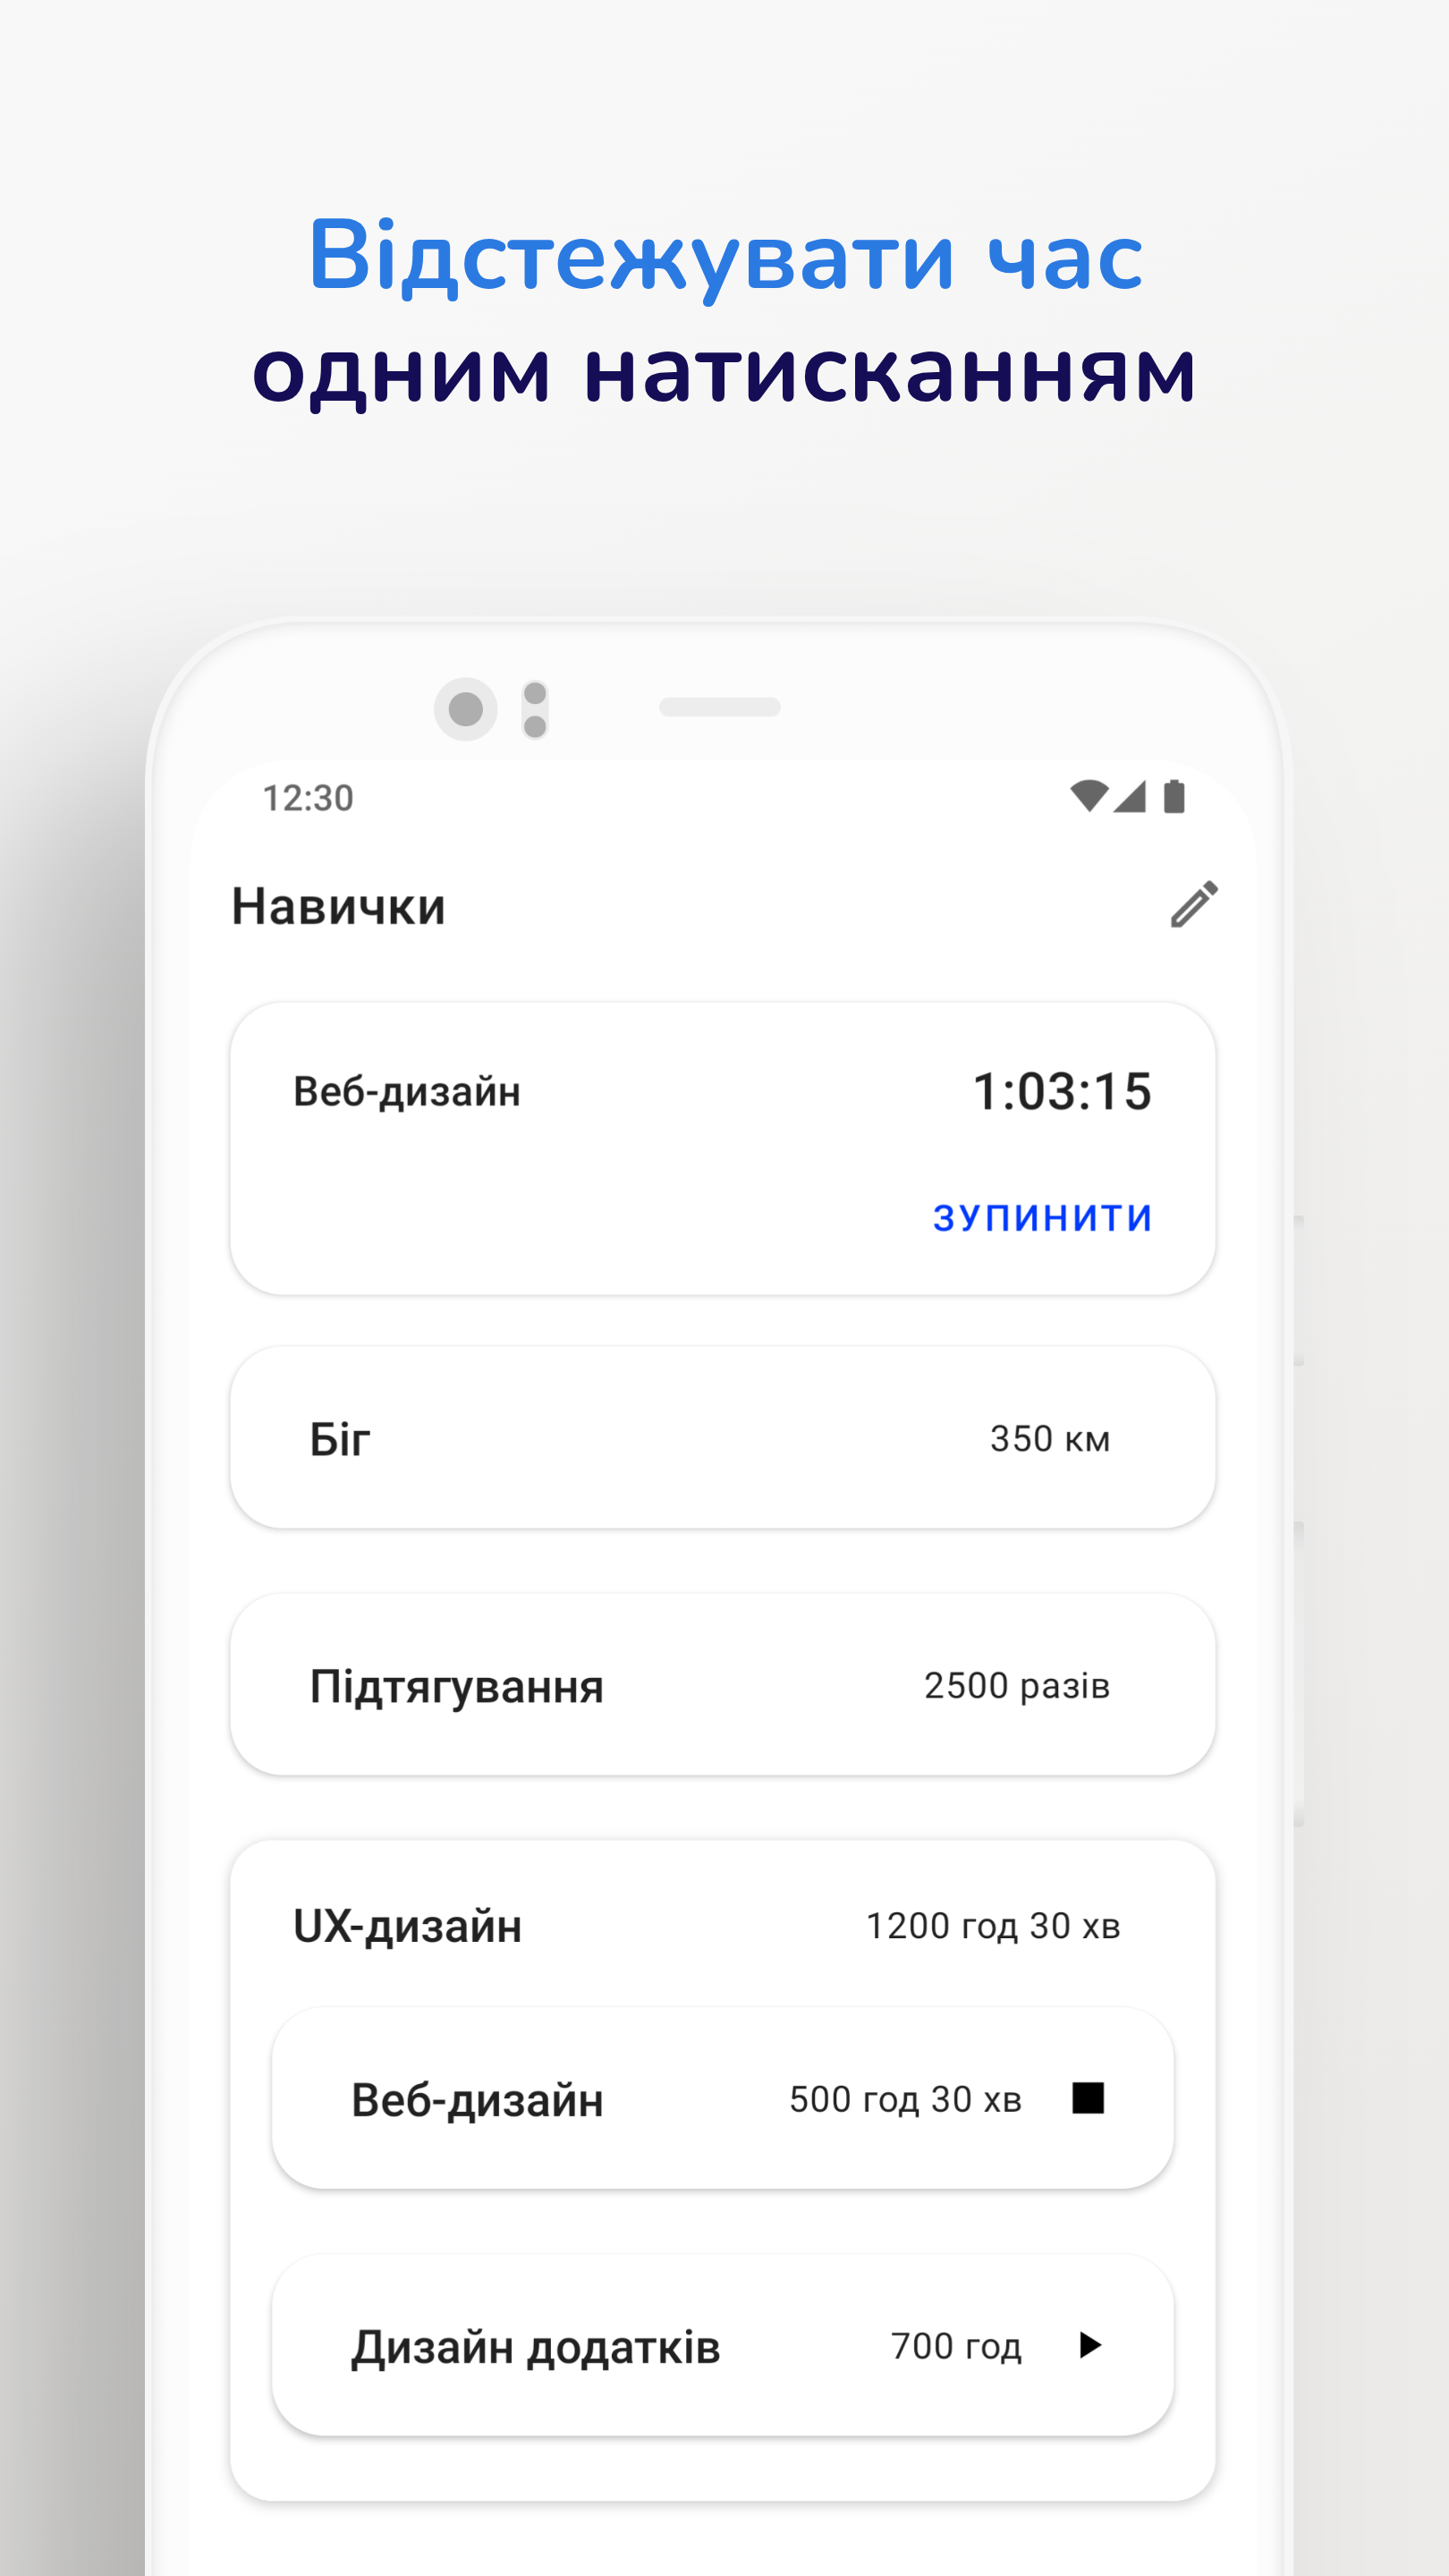 Відстежувати час
одним натисканням
12:30
Навички
Веб-дизайн 1:03:15
ЗУПИНИТИ
Біг 350 км
Підтягування 2500 разів
UX-дизайн 1200 год 30 хв
Веб-дизайн 500 год 30 хв
Дизайн додатків 700 год